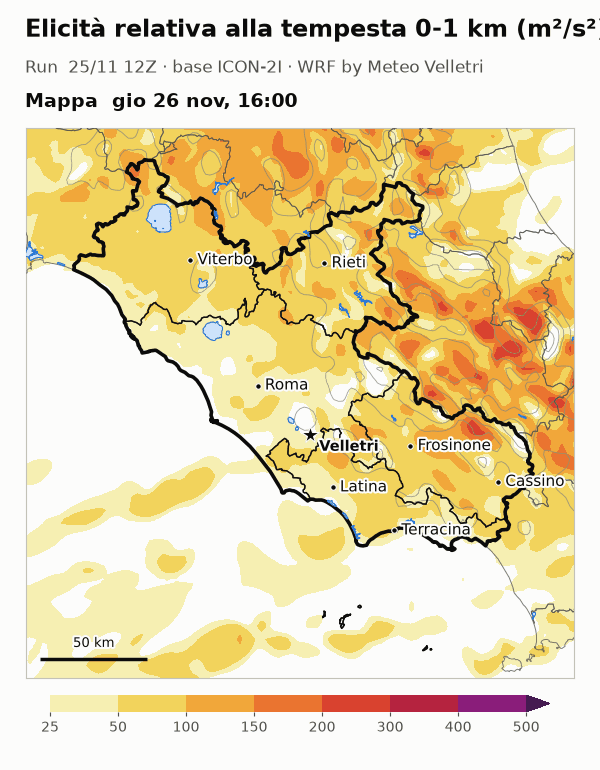 Elicità relativa alla tempesta 0-1 km (m²/s²)
Run 25/11 12Z · base ICON-2I · WRF by Meteo Velletri
Mappa gio 26 nov, 16:00
Viterbo
Rieti
Roma
Velletri
Frosinone
Latina
Cassino
Terracina
50 km
25 50 100 150 200 300 400 500